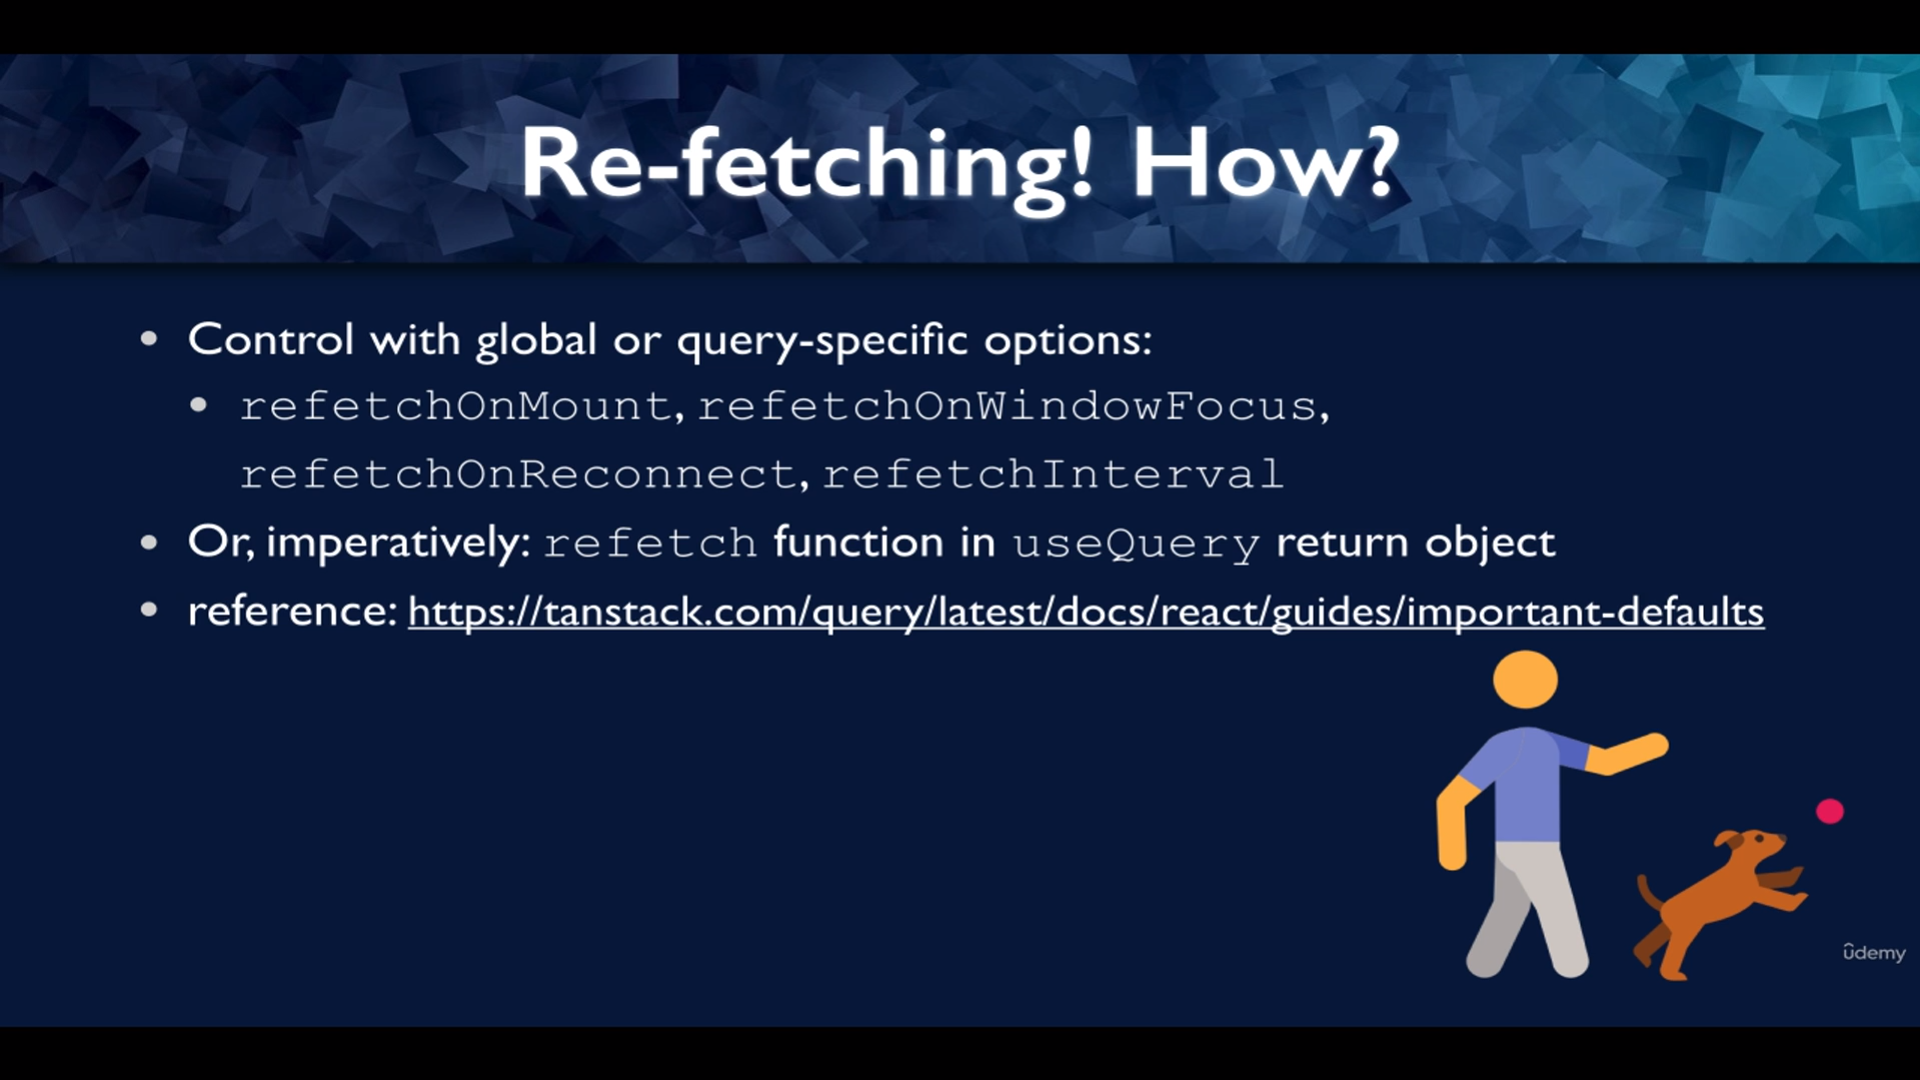 Re-fetching! How?
• Control with global or query-specific options:
• refetchOnMount, refetchOnWindowFocus,
refetchOnReconnect, refetchInterval
• Or, imperatively: refetch function in useQuery return object
• reference: https://tanstack.com/query/latest/docs/react/guides/important-defaults
ûdemy